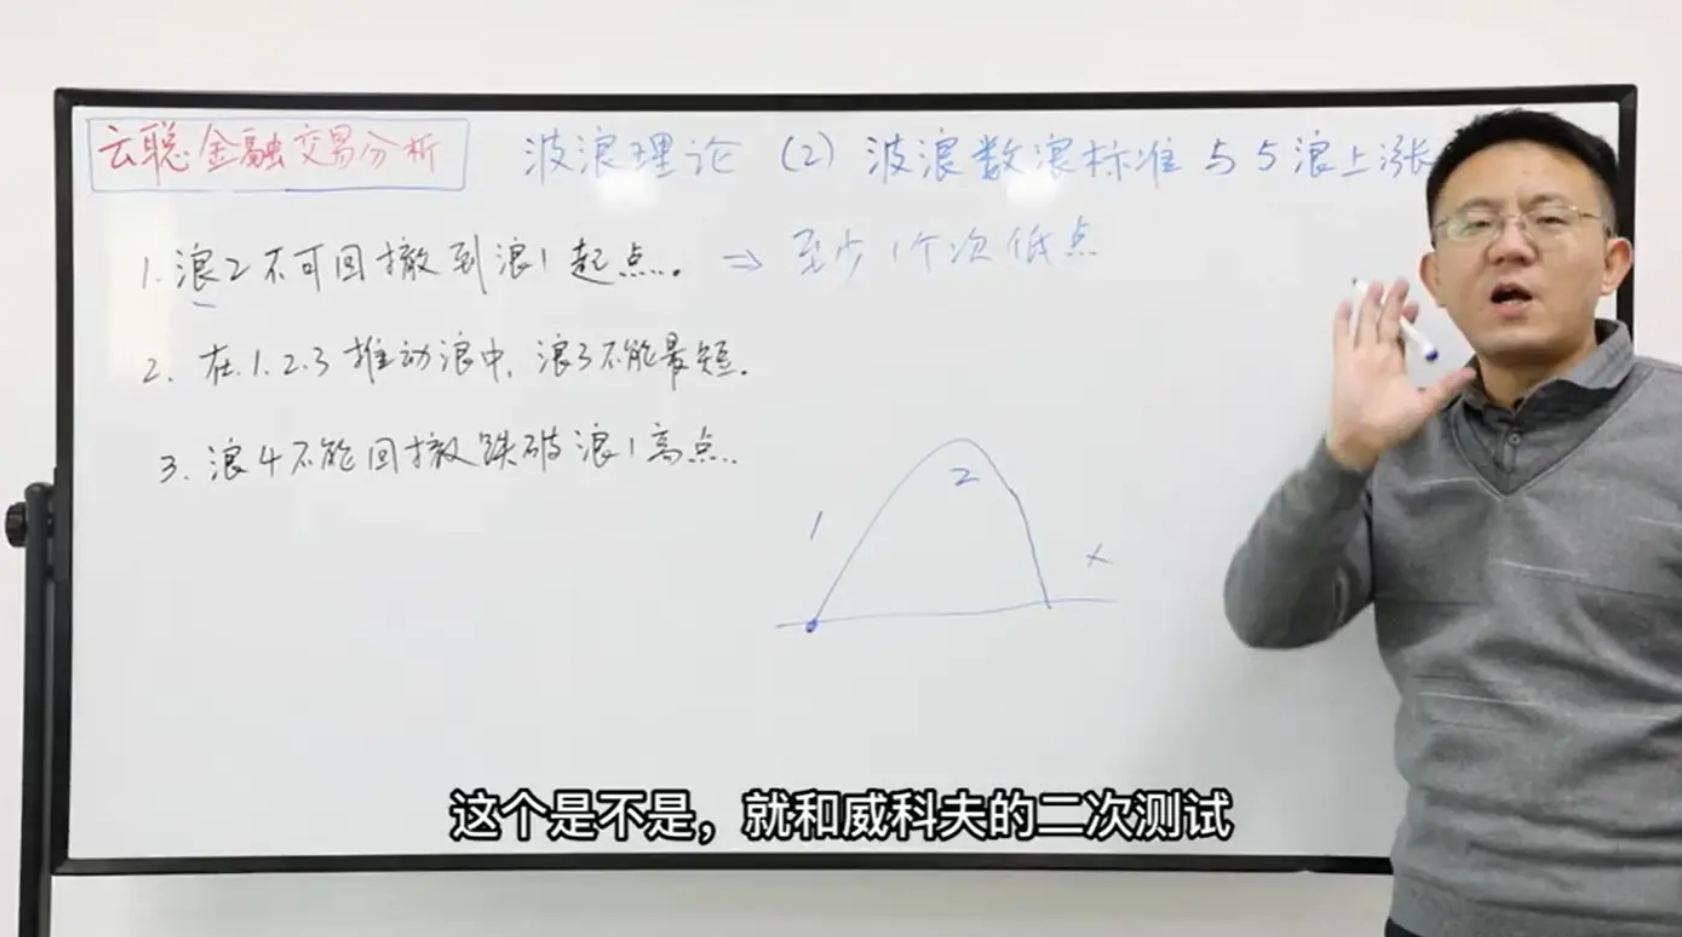 云聪金融交易分析 波浪理论 (2) 波浪数浪标准与5浪上涨
1. 浪2不可回撤到浪1起点. ⇒ 至少1个次低点
2. 在1.2.3推动浪中, 浪3不能最短.
3. 浪4不能回撤跌破浪1高点..
1
2
×
这个是不是，就和威科夫的二次测试